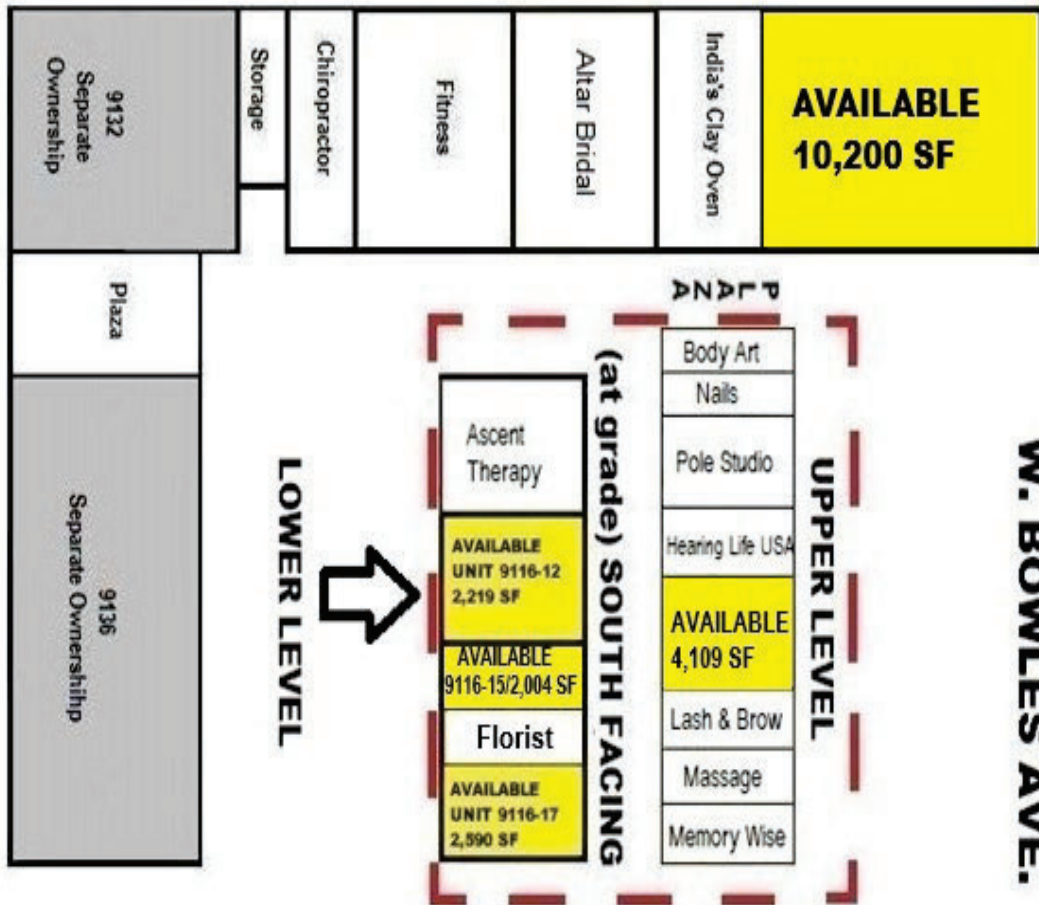 9132
Separate
Ownership
Storage
Chiropractor
Fitness
Altar Bridal
India's Clay Oven
AVAILABLE
10,200 SF
Plaza
9136
Separate Ownershihp
PLAZA
Body Art
Nails
Pole Studio
Hearing Life USA
AVAILABLE
4,109 SF
Lash & Brow
Massage
Memory Wise
UPPER LEVEL
(at grade) SOUTH FACING
Ascent
Therapy
AVAILABLE
UNIT 9116-12
2,219 SF
AVAILABLE
9116-15/2,004 SF
Florist
AVAILABLE
UNIT 9116-17
2,590 SF
LOWER LEVEL
W. BOWLES AVE.